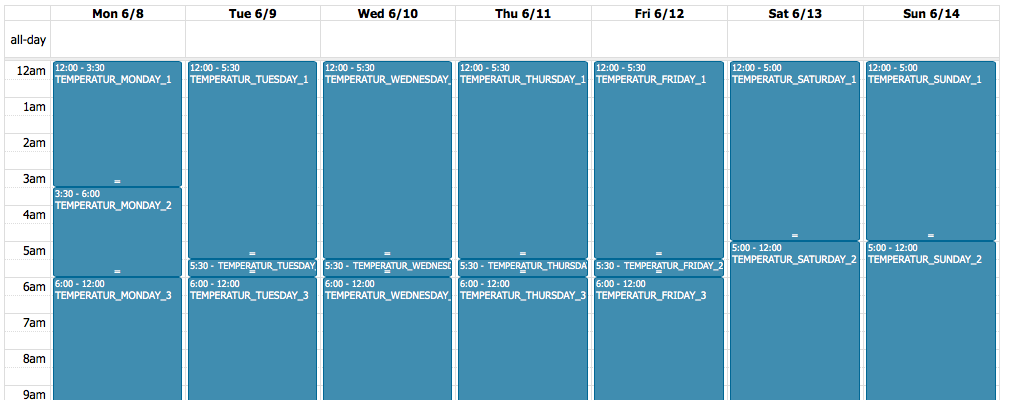 Mon 6/8 Tue 6/9 Wed 6/10 Thu 6/11 Fri 6/12 Sat 6/13 Sun 6/14
all-day
12am
1am
2am
3am
4am
5am
6am
7am
8am
9am
12:00 - 3:30
TEMPERATUR_MONDAY_1
3:30 - 6:00
TEMPERATUR_MONDAY_2
6:00 - 12:00
TEMPERATUR_MONDAY_3
12:00 - 5:30
TEMPERATUR_TUESDAY_1
5:30 - TEMPERATUR_TUESDAY_
6:00 - 12:00
TEMPERATUR_TUESDAY_3
12:00 - 5:30
TEMPERATUR_WEDNESDAY_
5:30 - TEMPERATUR_WEDNESD
6:00 - 12:00
TEMPERATUR_WEDNESDAY_
12:00 - 5:30
TEMPERATUR_THURSDAY_1
5:30 - TEMPERATUR_THURSDA
6:00 - 12:00
TEMPERATUR_THURSDAY_3
12:00 - 5:30
TEMPERATUR_FRIDAY_1
5:30 - TEMPERATUR_FRIDAY_2
6:00 - 12:00
TEMPERATUR_FRIDAY_3
12:00 - 5:00
TEMPERATUR_SATURDAY_1
5:00 - 12:00
TEMPERATUR_SATURDAY_2
12:00 - 5:00
TEMPERATUR_SUNDAY_1
5:00 - 12:00
TEMPERATUR_SUNDAY_2